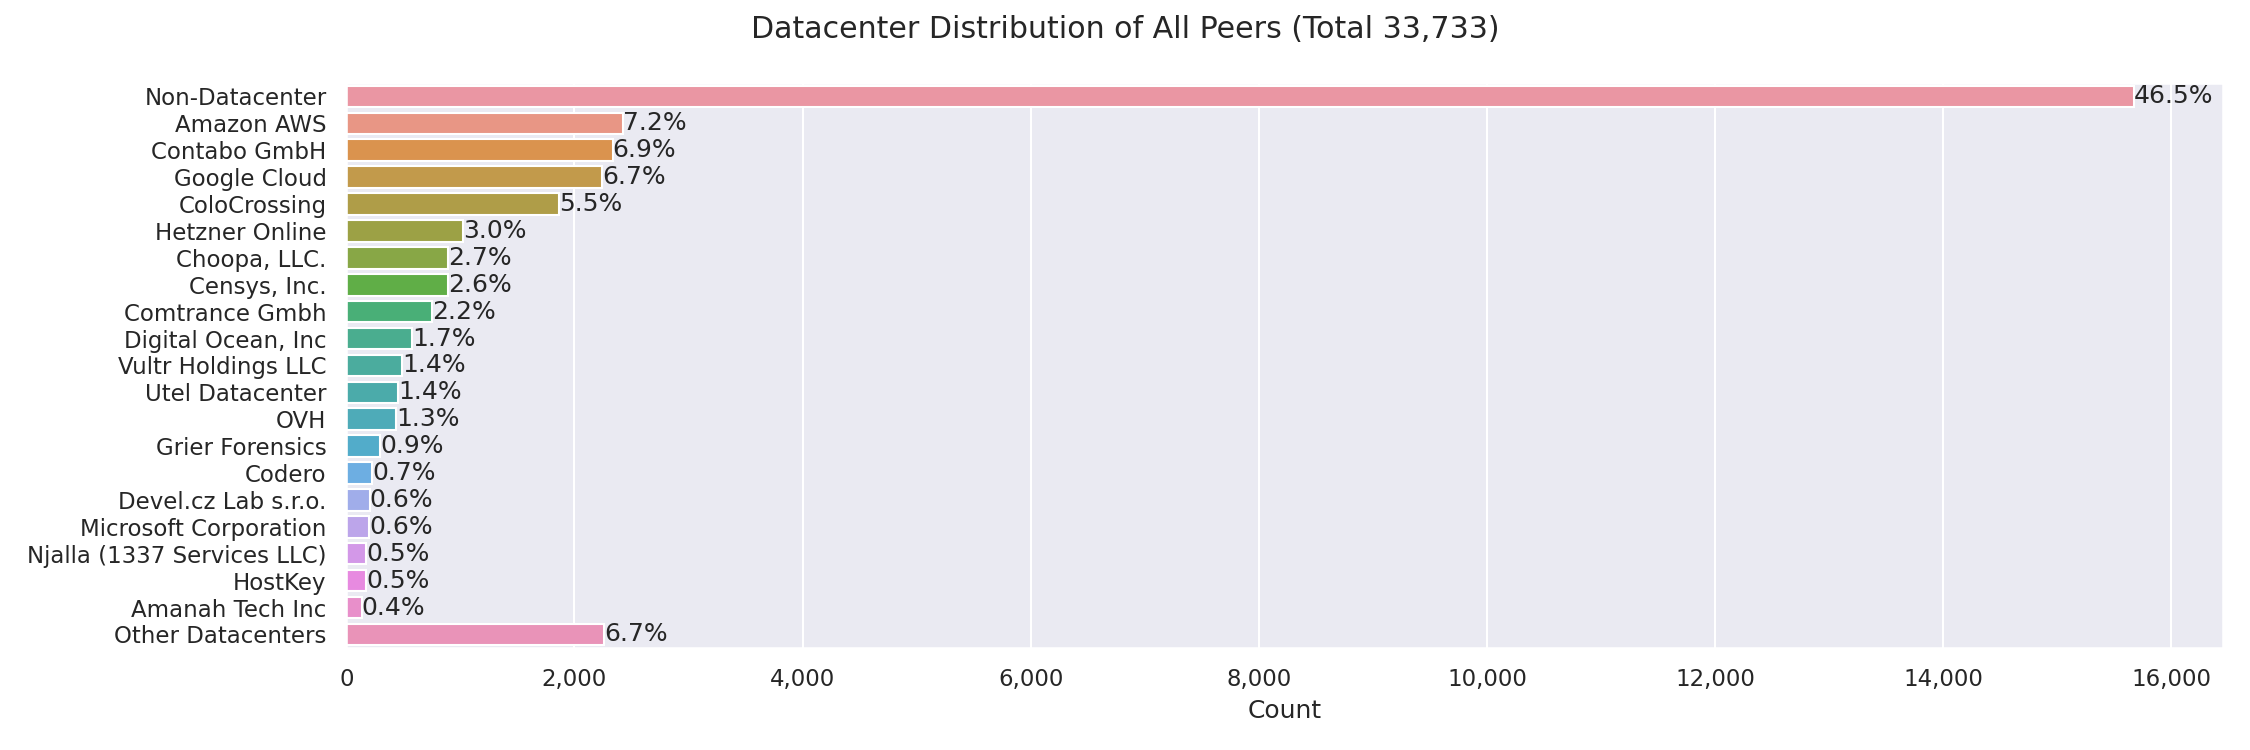 Datacenter Distribution of All Peers (Total 33,733)
Non-Datacenter 46.5%
Amazon AWS 7.2%
Contabo GmbH 6.9%
Google Cloud 6.7%
ColoCrossing 5.5%
Hetzner Online 3.0%
Choopa, LLC. 2.7%
Censys, Inc. 2.6%
Comtrance Gmbh 2.2%
Digital Ocean, Inc 1.7%
Vultr Holdings LLC 1.4%
Utel Datacenter 1.4%
OVH 1.3%
Grier Forensics 0.9%
Codero 0.7%
Devel.cz Lab s.r.o. 0.6%
Microsoft Corporation 0.6%
Njalla (1337 Services LLC) 0.5%
HostKey 0.5%
Amanah Tech Inc 0.4%
Other Datacenters 6.7%
0 2,000 4,000 6,000 8,000 10,000 12,000 14,000 16,000
Count